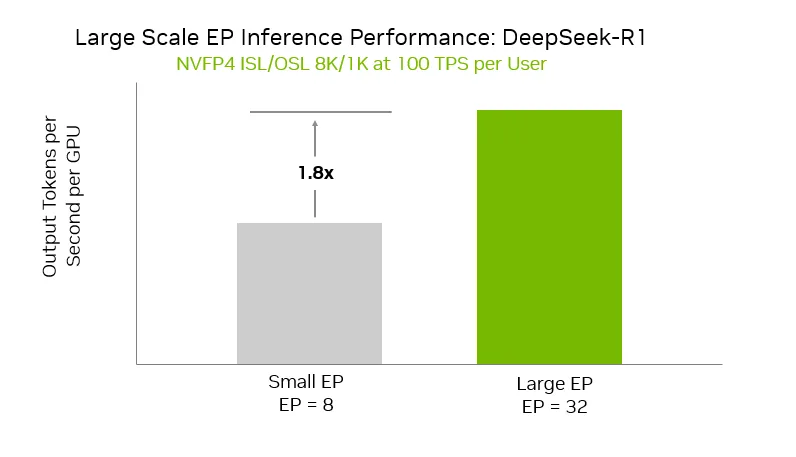 Large Scale EP Inference Performance: DeepSeek-R1
NVFP4 ISL/OSL 8K/1K at 100 TPS per User
Output Tokens per
Second per GPU
1.8x
Small EP
EP = 8
Large EP
EP = 32